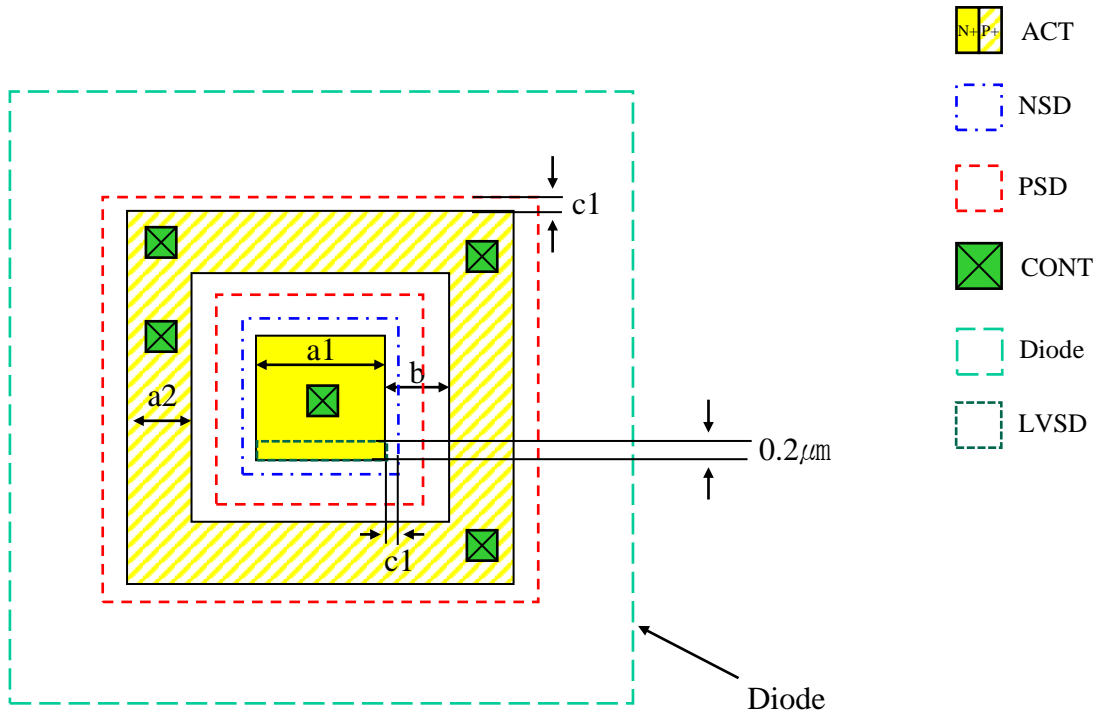 N+ P+ ACT
NSD
PSD
CONT
Diode
LVSD
c1
a1
b
a2
0.2㎛
c1
Diode